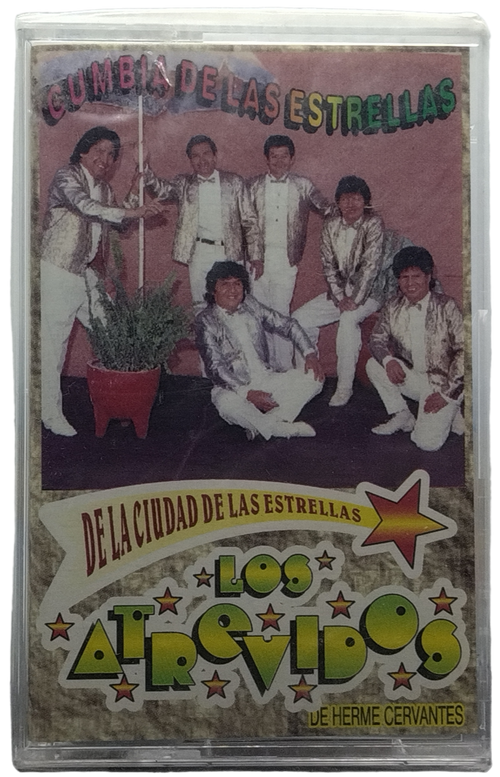 CUMBIA DE LAS ESTRELLAS
DE LA CIUDAD DE LAS ESTRELLAS
LOS
ATREVIDOS
DE HERME CERVANTES